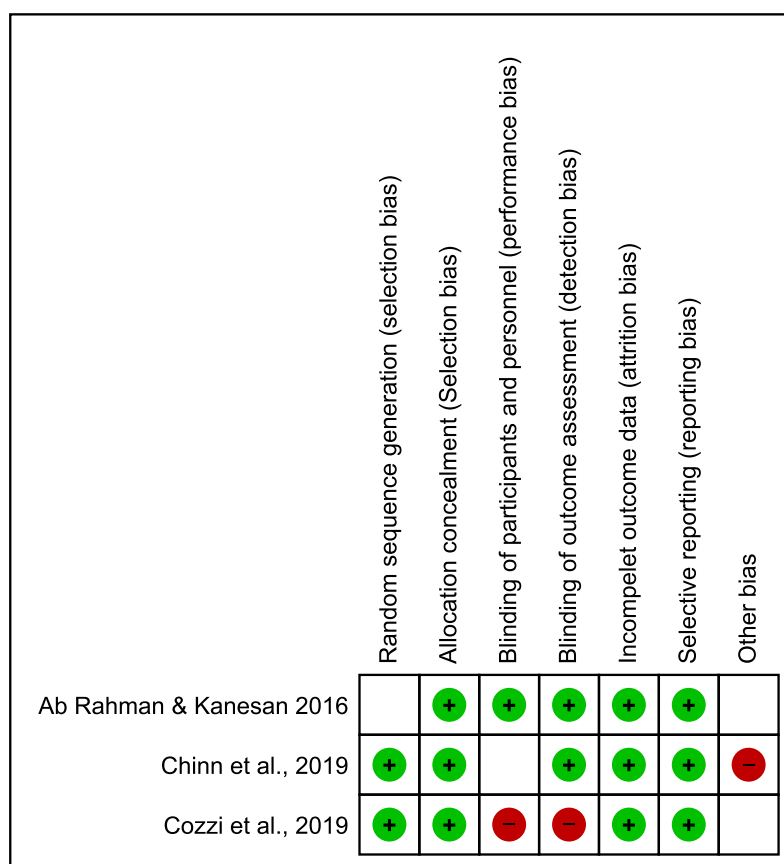 Random sequence generation (selection bias)
Allocation concealment (Selection bias)
Blinding of participants and personnel (performance bias)
Blinding of outcome assessment (detection bias)
Incompelet outcome data (attrition bias)
Selective reporting (reporting bias)
Other bias
Ab Rahman & Kanesan 2016 + + + + +
Chinn et al., 2019 + + + + + −
Cozzi et al., 2019 + + − − + +